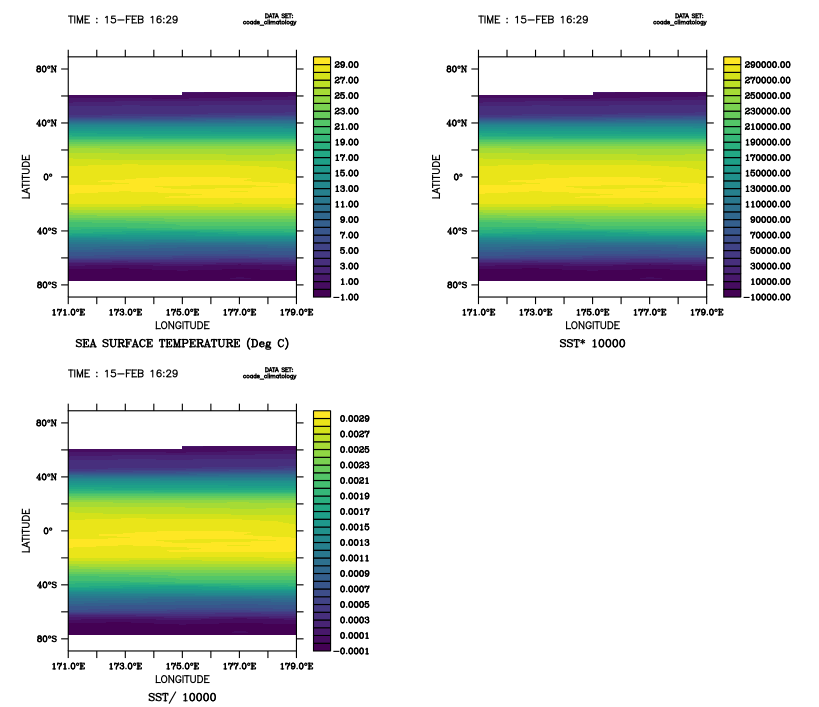 TIME : 15-FEB 16:29
DATA SET:
coads_climatology
80°N
40°N
0°
40°S
80°S
LATITUDE
171.0°E 173.0°E 175.0°E 177.0°E 179.0°E
LONGITUDE
29.00
27.00
25.00
23.00
21.00
19.00
17.00
15.00
13.00
11.00
9.00
7.00
5.00
3.00
1.00
-1.00
SEA SURFACE TEMPERATURE (Deg C)
TIME : 15-FEB 16:29
DATA SET:
coads_climatology
80°N
40°N
0°
40°S
80°S
LATITUDE
171.0°E 173.0°E 175.0°E 177.0°E 179.0°E
LONGITUDE
290000.00
270000.00
250000.00
230000.00
210000.00
190000.00
170000.00
150000.00
130000.00
110000.00
90000.00
70000.00
50000.00
30000.00
10000.00
-10000.00
SST* 10000
TIME : 15-FEB 16:29
DATA SET:
coads_climatology
80°N
40°N
0°
40°S
80°S
LATITUDE
171.0°E 173.0°E 175.0°E 177.0°E 179.0°E
LONGITUDE
0.0029
0.0027
0.0025
0.0023
0.0021
0.0019
0.0017
0.0015
0.0013
0.0011
0.0009
0.0007
0.0005
0.0003
0.0001
-0.0001
SST/ 10000